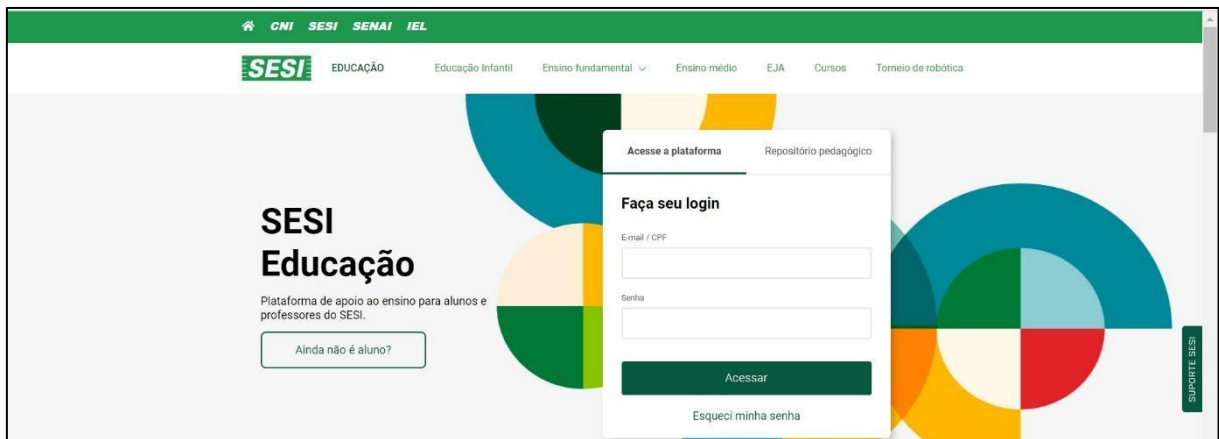 CNI SESI SENAI IEL
SESI EDUCAÇÃO Educação Infantil Ensino fundamental Ensino médio EJA Cursos Torneio de robótica
Acesse a plataforma Repositório pedagógico
Faça seu login
E-mail / CPF
Senha
Acessar
Esqueci minha senha
SESI
Educação
Plataforma de apoio ao ensino para alunos e
professores do SESI.
Ainda não é aluno?
SUPORTE SESI